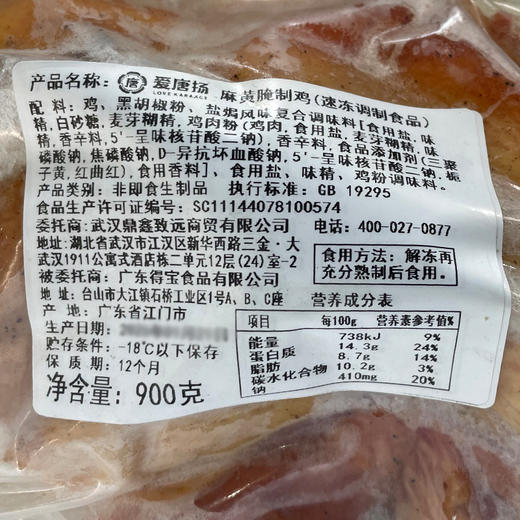 产品名称: 唐 爱唐扬 麻黄腌制鸡(速冻调制食品)
LOVE KARAAGE
配 料: 鸡、黑胡椒粉、盐焗风味复合调味料[食用盐,味
精,白砂糖,麦芽糊精,鸡肉粉(鸡肉,食用盐,麦芽糊精,味
精,香辛料,5'-呈味核苷酸二钠),香辛料,食品添加剂(三聚
磷酸钠,焦磷酸钠,D-异抗坏血酸钠,5'-呈味核苷酸二钠,栀
子黄,红曲红),食用香料]、食用盐、味精、鸡粉调味料。
产品类别: 非即食生制品 执行标准: GB 19295
食品生产许可证编号: SC11144078100574
委托商: 武汉鼎鑫致远商贸有限公司 电话: 400-027-0877
地址:湖北省武汉市江汉区新华西路三金·大
武汉1911公寓式酒店栋二单元12层(24)室-2
食用方法: 解冻再
充分熟制后食用。
被委托商: 广东得宝食品有限公司
地 址: 台山市大江镇石桥工业区1号A、B、C座
产 地: 广东省江门市
生产日期:
贮存条件: -18℃以下保存
保 质 期: 12个月
净含量: 900克
营养成分表
项目 每100g 营养素参考值%
能量 738kJ 9%
蛋白质 14.3g 24%
脂肪 8.7g 14%
碳水化合物 10.2g 3%
钠 410mg 20%